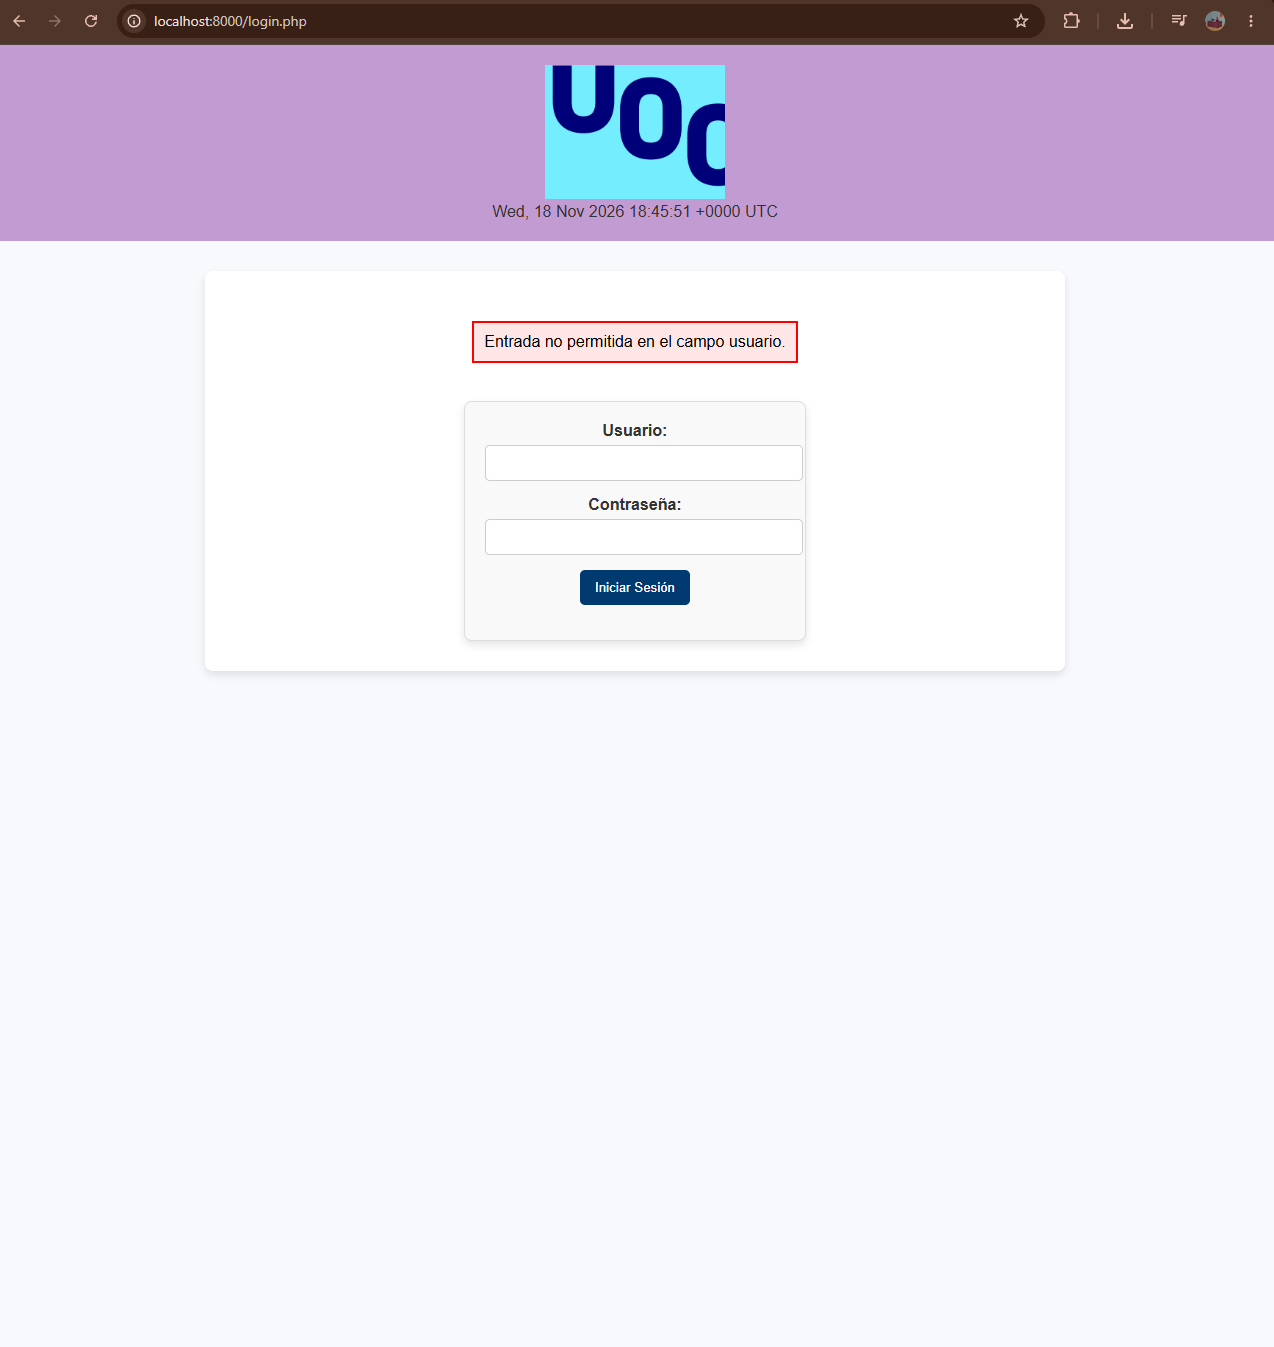 localhost:8000/login.php
UOC
Wed, 18 Nov 2026 18:45:51 +0000 UTC
Entrada no permitida en el campo usuario.
Usuario:
Contraseña:
Iniciar Sesión